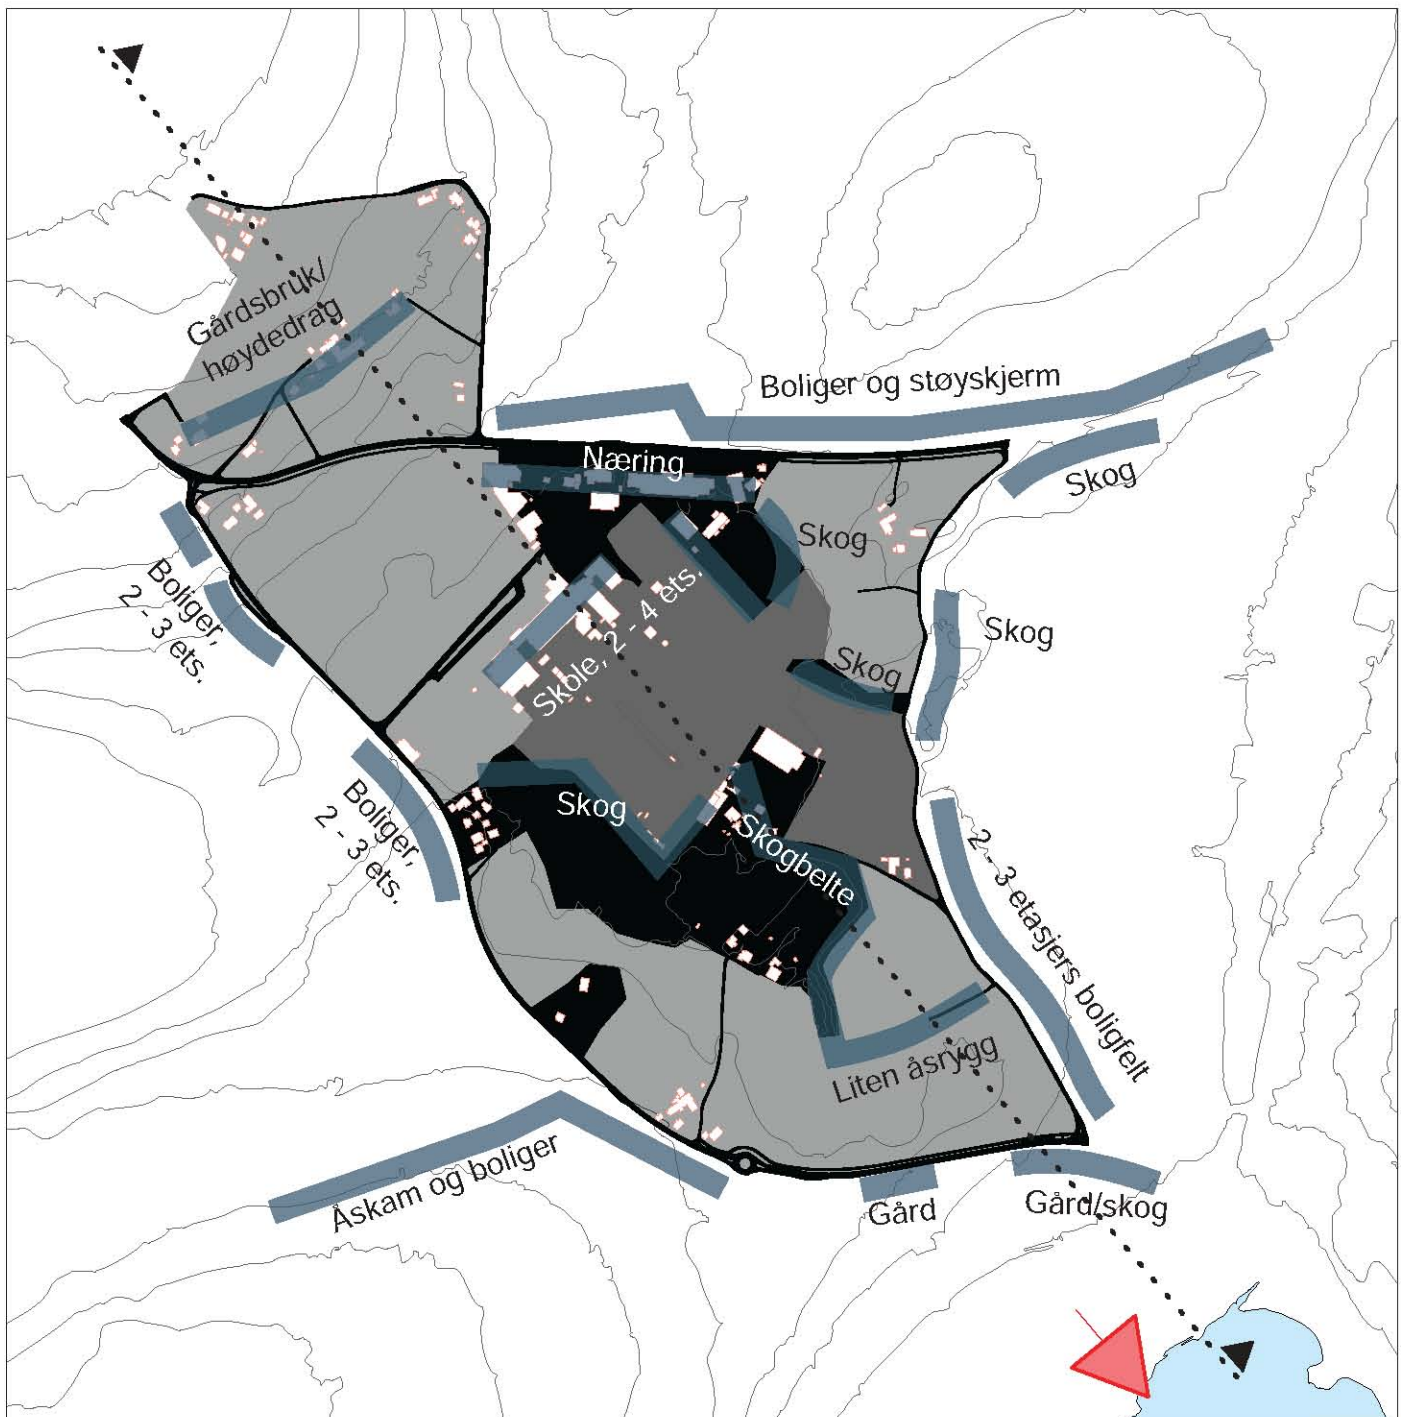 Gårdsbruk/
høydedrag
Boliger og støyskjerm
Næring
Skog
Skog
Boliger,
2 - 3 ets.
Skole, 2 - 4 ets.
Skog
Skog
Boliger,
2 - 3 ets.
Skog
Skogbelte
2 - 3 etasjers boligfelt
Liten åsrygg
Åskam og boliger
Gård
Gård/skog